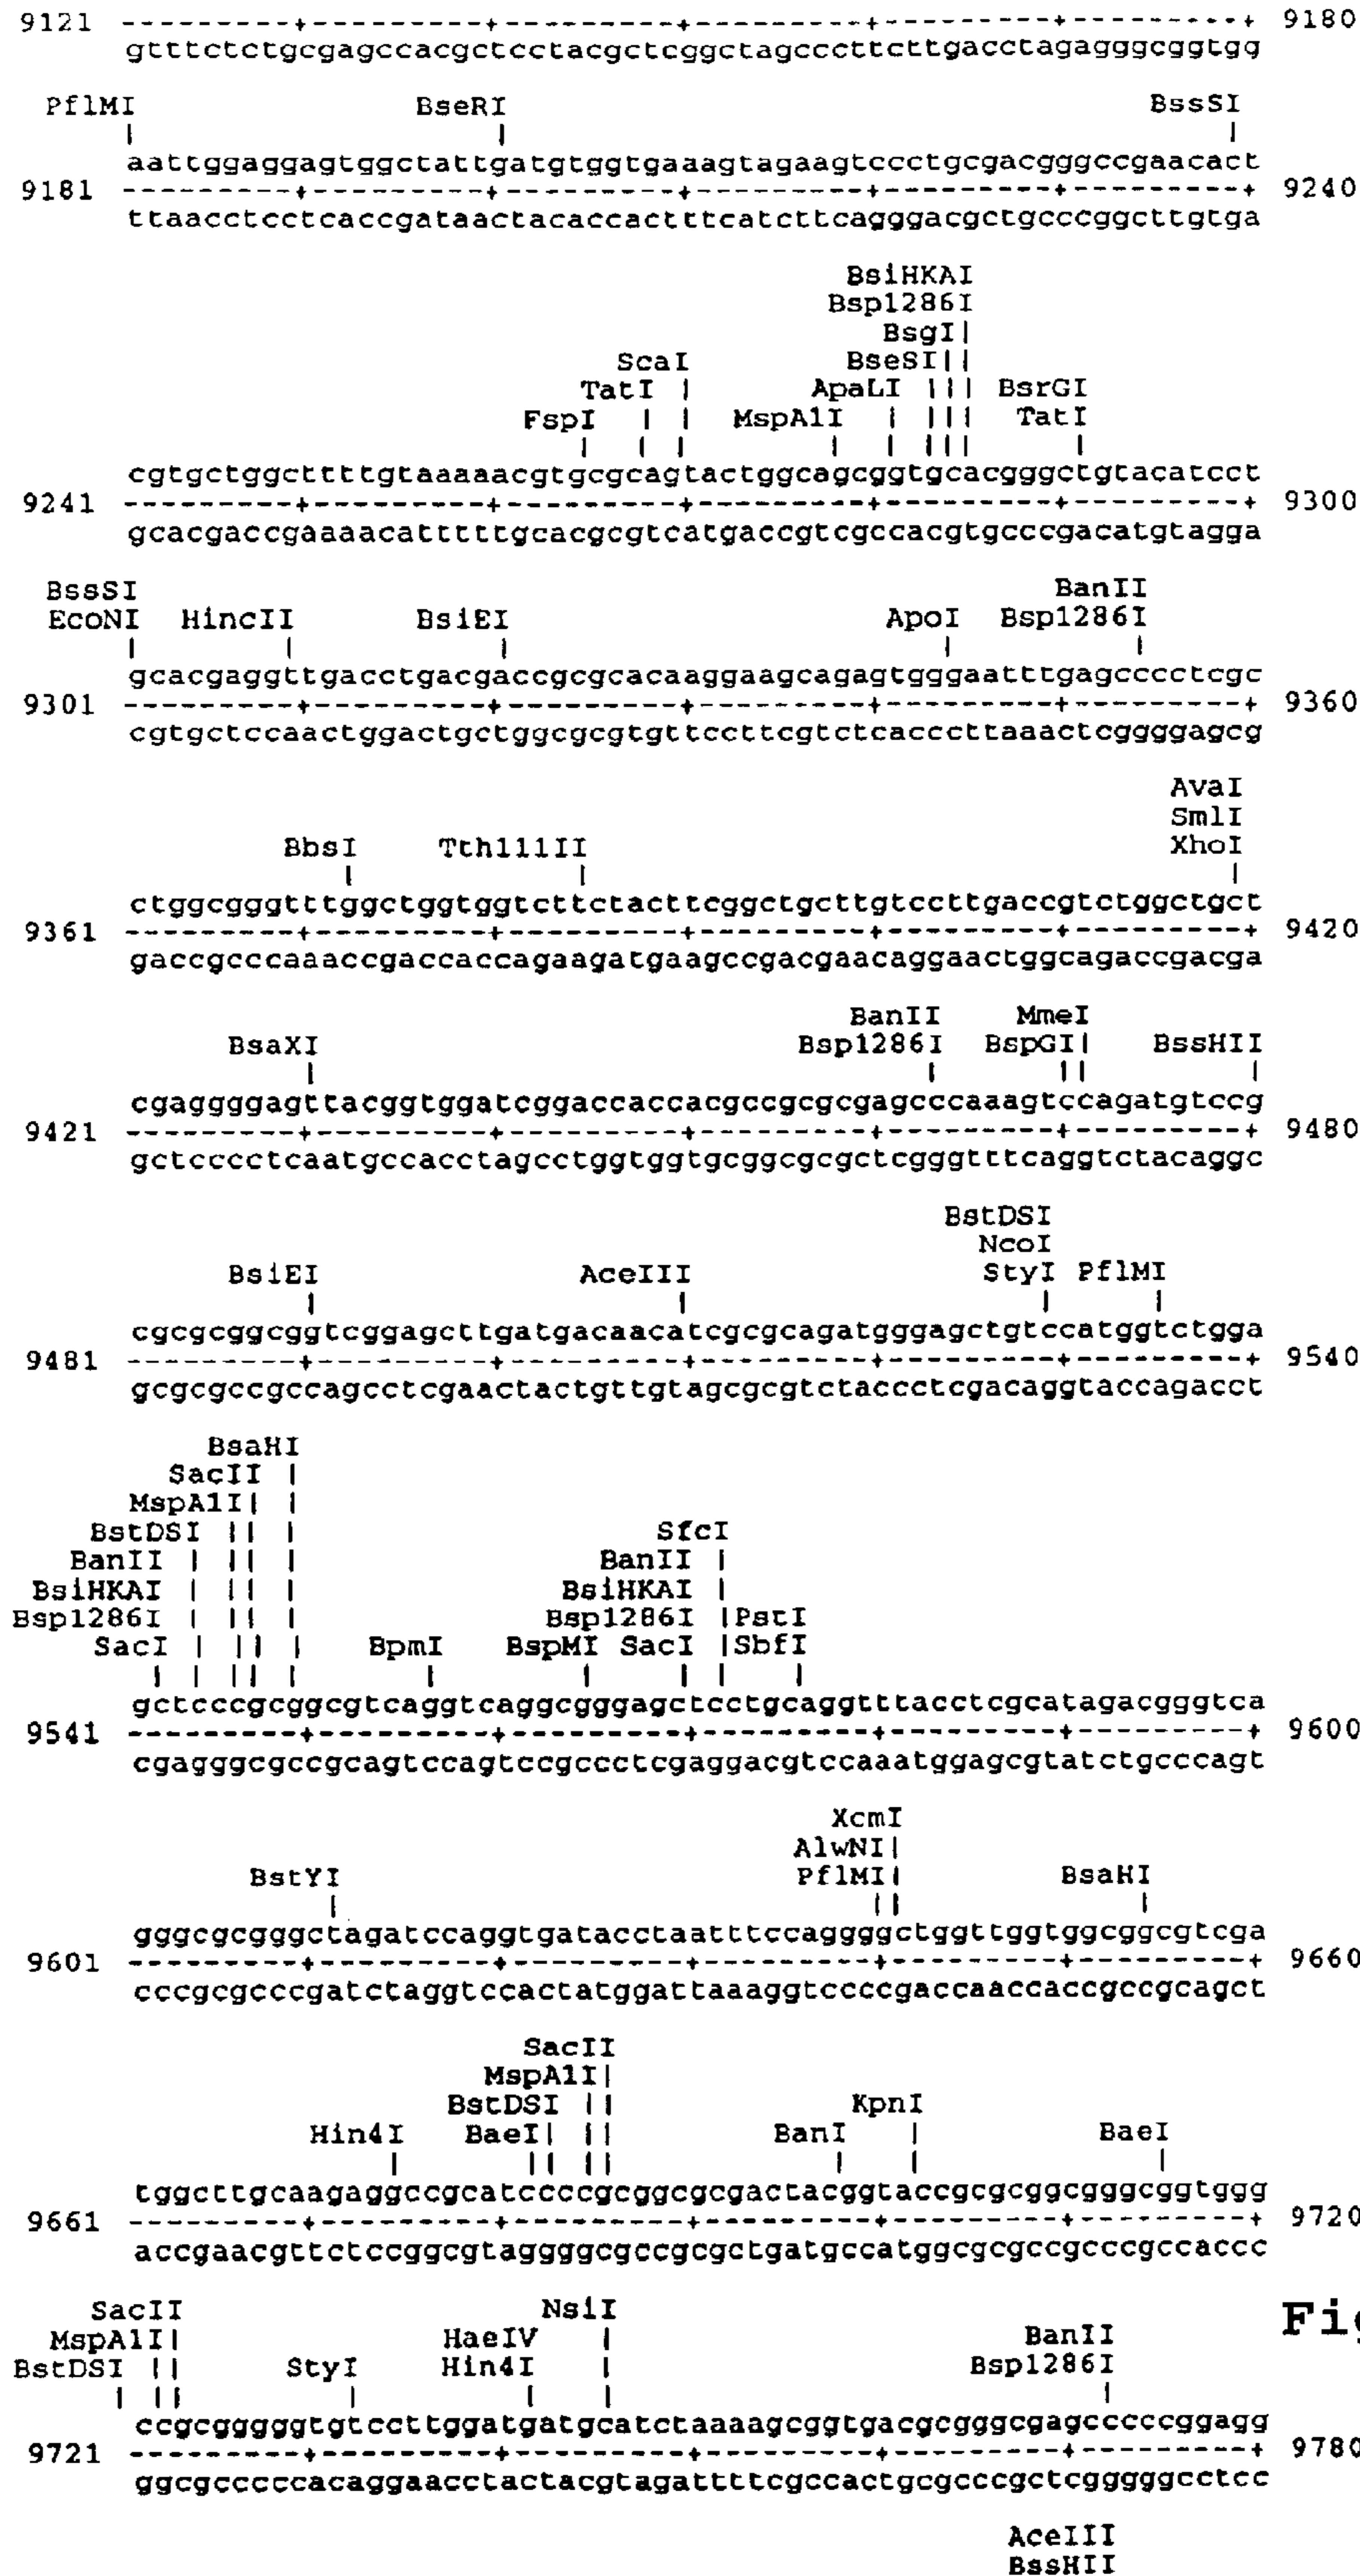 9121 ---------+---------+---------+---------+---------+---------+ 9180
gtttctctgcgagccacgctcctacgctcggctagcccttcttgacctagagggcggtgg
PflMI BseRI BssSI
aattggaggagtggctattgatgtggtgaaagtagaagtccctgcgacgggccgaacact
9181 ---------+---------+---------+---------+---------+---------+ 9240
ttaacctcctcaccgataactacaccactttcatcttcagggacgctgcccggcttgtga
BsiHKAI
Bsp1286I
BsgI|
ScaI BseSI||
TatI | ApaLI ||| BsrGI
FspI | | MspA1I | ||| TatI
cgtgctggcttttgtaaaaacgtgcgcagtactggcagcggtgcacgggctgtacatcct
9241 ---------+---------+---------+---------+---------+---------+ 9300
gcacgaccgaaaacatttttgcacgcgtcatgaccgtcgccacgtgcccgacatgtagga
BssSI BanII
EcoNI HincII BsiEI ApoI Bsp1286I
gcacgaggttgacctgacgaccgcgcacaaggaagcagagtgggaatttgagcccctcgc
9301 ---------+---------+---------+---------+---------+---------+ 9360
cgtgctccaactggactgctggcgcgtgttccttcgtctcacccttaaactcggggagcg
AvaI
SmlI
BbsI Tth111II XhoI
ctggcgggtttggctggtggtcttctacttcggctgcttgtccttgaccgtctggctgct
9361 ---------+---------+---------+---------+---------+---------+ 9420
gaccgcccaaaccgaccaccagaagatgaagccgacgaacaggaactggcagaccgacga
BanII MmeI
BsaXI Bsp1286I BspGI| BssHII
cgaggggagttacggtggatcggaccaccacgccgcgcgagcccaaagtccagatgtccg
9421 ---------+---------+---------+---------+---------+---------+ 9480
gctcccctcaatgccacctagcctggtggtgcggcgcgctcgggtttcaggtctacaggc
BstDSI
NcoI
BsiEI AceIII StyI PflMI
cgcgcggcggtcggagcttgatgacaacatcgcgcagatgggagctgtccatggtctgga
9481 ---------+---------+---------+---------+---------+---------+ 9540
gcgcgccgccagcctcgaactactgttgtagcgcgtctaccctcgacaggtaccagacct
BsaHI
SacII |
MspA1I| |
BstDSI || | SfcI
BanII | || | BanII |
BsiHKAI | || | BsiHKAI |
Bsp1286I | || | Bsp1286I |PstI
SacI | || | BpmI BspMI SacI |SbfI
gctcccgcggcgtcaggtcaggcgggagctcctgcaggtttacctcgcatagacgggtca
9541 ---------+---------+---------+---------+---------+---------+ 9600
cgagggcgccgcagtccagtccgccctcgaggacgtccaaatggagcgtatctgcccagt
XcmI
AlwNI|
BstYI PflMI| BsaHI
gggcgcgggctagatccaggtgatacctaatttccaggggctggttggtggcggcgtcga
9601 ---------+---------+---------+---------+---------+---------+ 9660
cccgcgcccgatctaggtccactatggattaaaggtccccgaccaaccaccgccgcagct
SacII
MspA1I|
BstDSI || KpnI
Hin4I BaeI| || BanI | BaeI
tggcttgcaagaggccgcatccccgcggcgcgactacggtaccgcgcggcgggcggtggg
9661 ---------+---------+---------+---------+---------+---------+ 9720
accgaacgttctccggcgtaggggcgccgcgctgatgccatggcgcgccgcccgccaccc
SacII NsiI Fig
MspA1I| HaeIV | BanII
BstDSI || StyI Hin4I | Bsp1286I
ccgcgggggtgtccttggatgatgcatctaaaagcggtgacgcgggcgagcccccggagg
9721 ---------+---------+---------+---------+---------+---------+ 9780
ggcgcccccacaggaacctactacgtagattttcgccactgcgcccgctcgggggcctcc
AceIII
BssHII